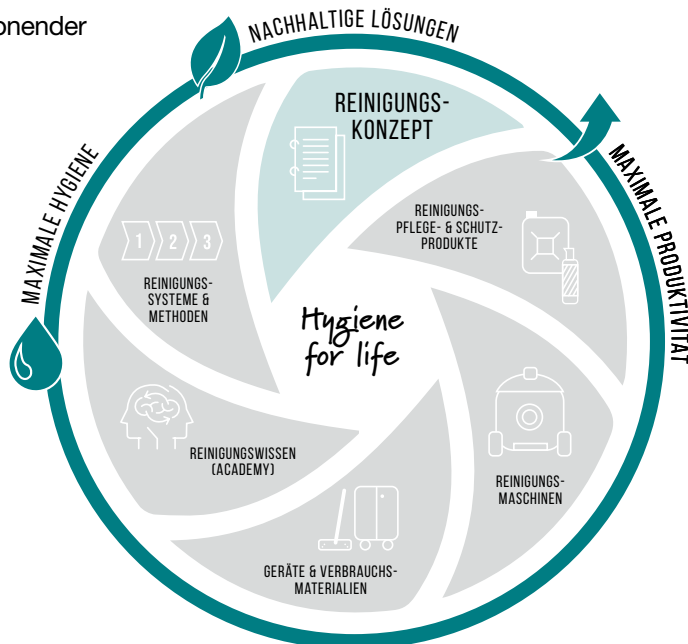 onender
NACHHALTIGE LÖSUNGEN
MAXIMALE HYGIENE
MAXIMALE PRODUKTIVITÄT
REINIGUNGS-
KONZEPT
REINIGUNGS-
PFLEGE- & SCHUTZ-
PRODUKTE
1 2 3
REINIGUNGS-
SYSTEME &
METHODEN
Hygiene
for life
REINIGUNGSWISSEN
(ACADEMY)
REINIGUNGS-
MASCHINEN
GERÄTE & VERBRAUCHS-
MATERIALIEN